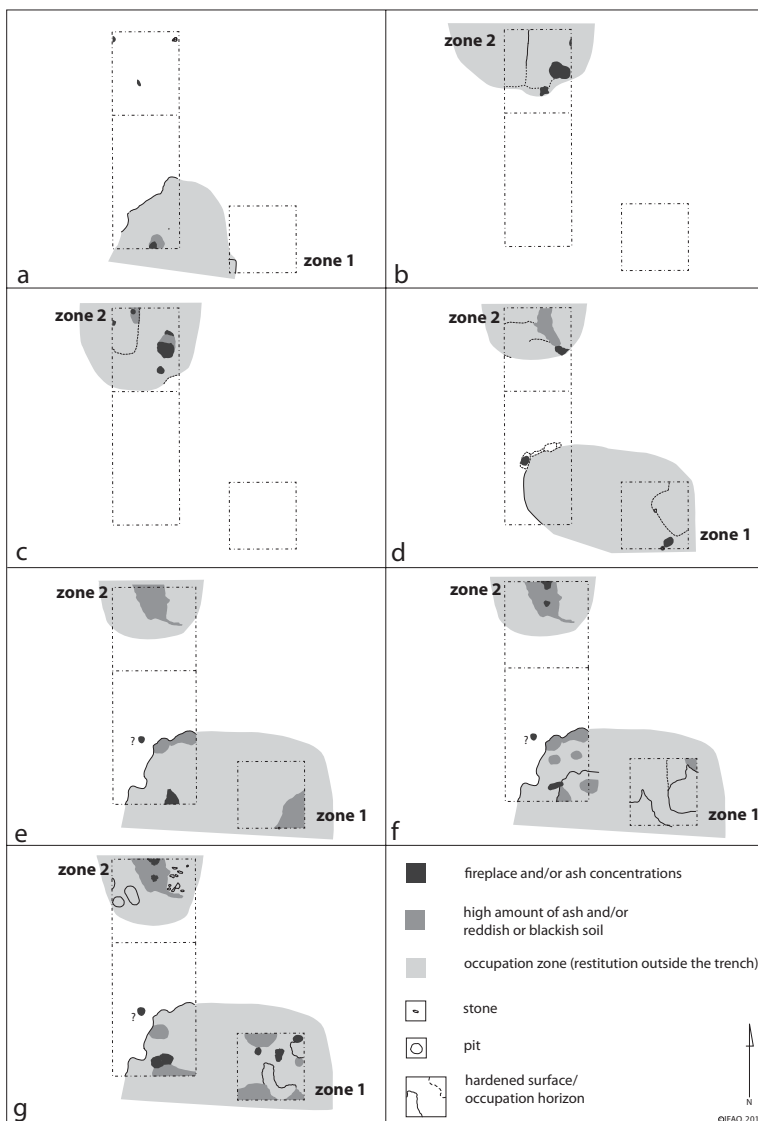 zone 1
a
zone 2
b
zone 2
c
zone 2
zone 1
d
zone 2
?
zone 1
e
zone 2
?
zone 1
f
zone 2
?
zone 1
g
fireplace and/or ash concentrations
high amount of ash and/or
reddish or blackish soil
occupation zone (restitution outside the trench)
stone
pit
hardened surface/
occupation horizon
N